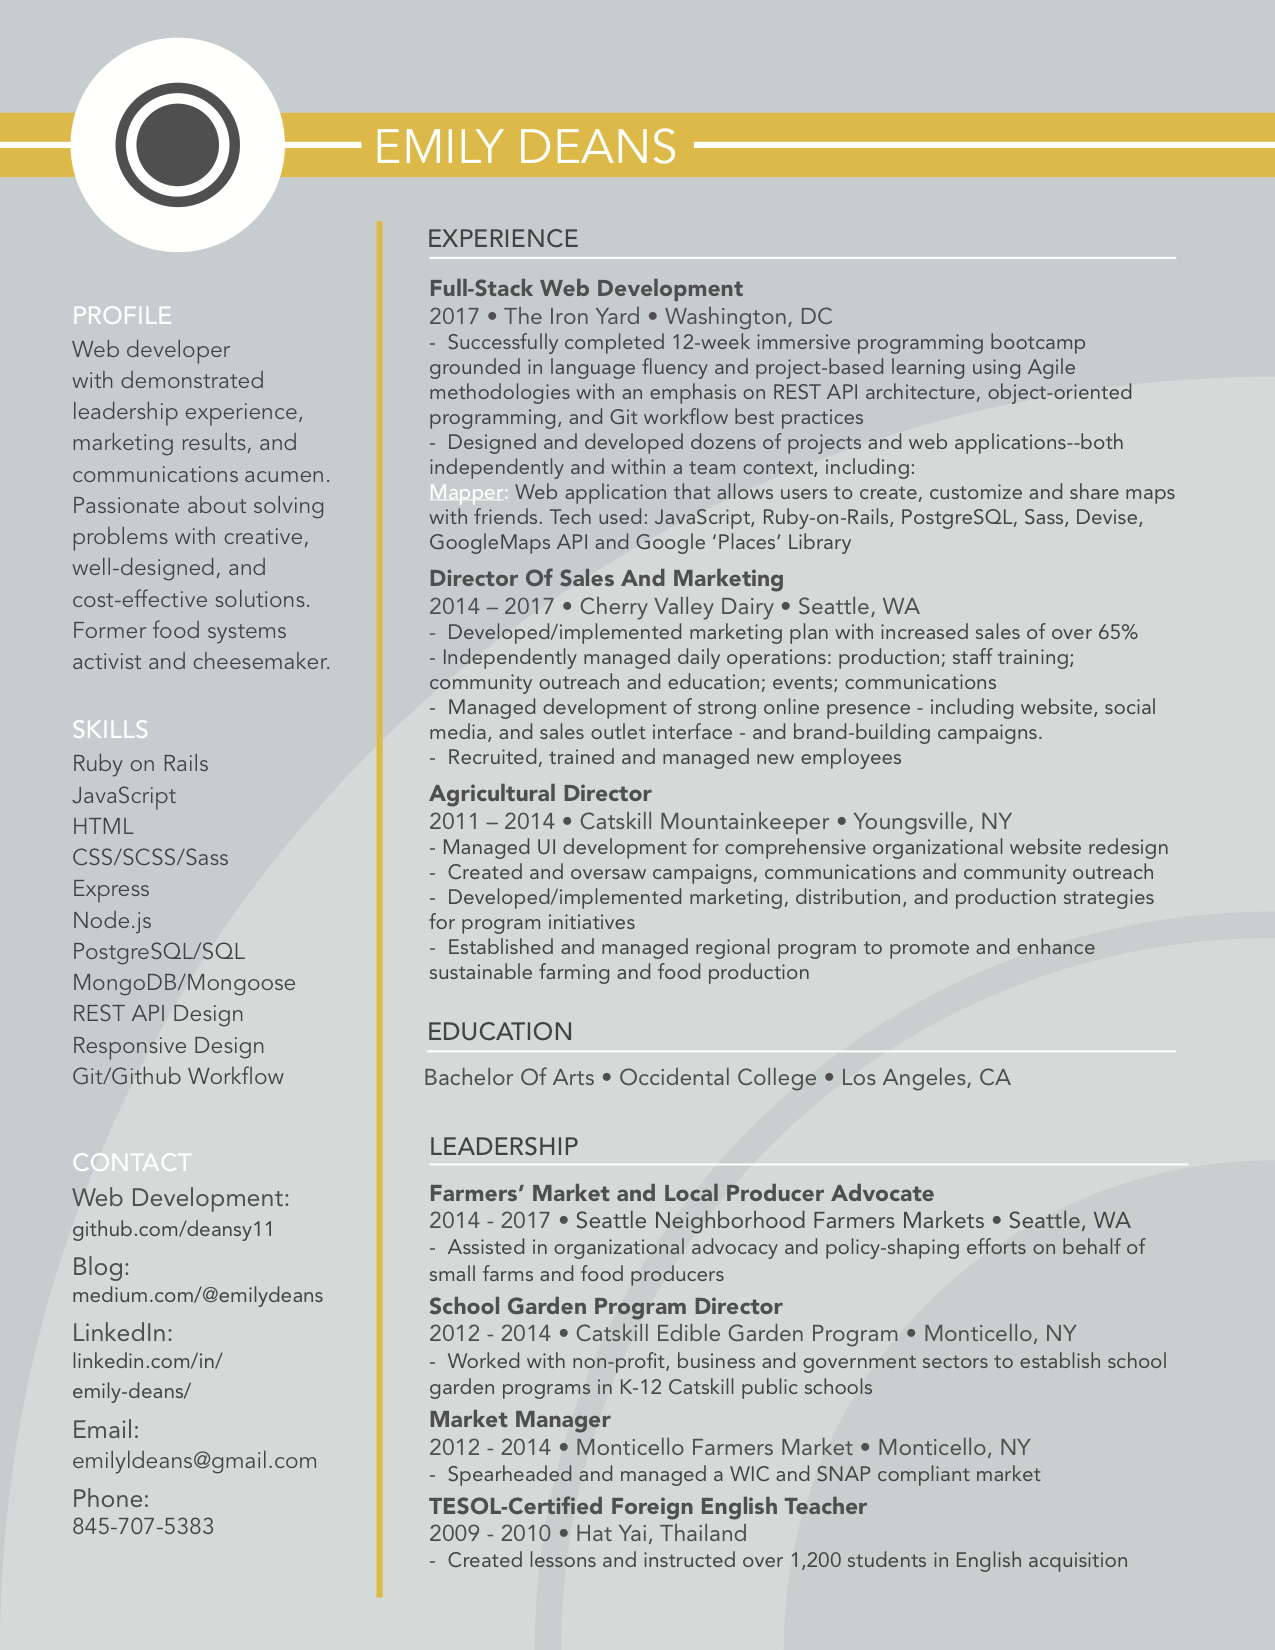 EMILY DEANS
PROFILE
Web developer
with demonstrated
leadership experience,
marketing results, and
communications acumen.
Passionate about solving
problems with creative,
well-designed, and
cost-effective solutions.
Former food systems
activist and cheesemaker.
SKILLS
Ruby on Rails
JavaScript
HTML
CSS/SCSS/Sass
Express
Node.js
PostgreSQL/SQL
MongoDB/Mongoose
REST API Design
Responsive Design
Git/Github Workflow
CONTACT
Web Development:
github.com/deansy11
Blog:
medium.com/@emilydeans
LinkedIn:
linkedin.com/in/
emily-deans/
Email:
emilyldeans@gmail.com
Phone:
845-707-5383
EXPERIENCE
Full-Stack Web Development
2017 • The Iron Yard • Washington, DC
- Successfully completed 12-week immersive programming bootcamp
grounded in language fluency and project-based learning using Agile
methodologies with an emphasis on REST API architecture, object-oriented
programming, and Git workflow best practices
- Designed and developed dozens of projects and web applications--both
independently and within a team context, including:
Mapper: Web application that allows users to create, customize and share maps
with friends. Tech used: JavaScript, Ruby-on-Rails, PostgreSQL, Sass, Devise,
GoogleMaps API and Google ‘Places’ Library
Director Of Sales And Marketing
2014 – 2017 • Cherry Valley Dairy • Seattle, WA
- Developed/implemented marketing plan with increased sales of over 65%
- Independently managed daily operations: production; staff training;
community outreach and education; events; communications
- Managed development of strong online presence - including website, social
media, and sales outlet interface - and brand-building campaigns.
- Recruited, trained and managed new employees
Agricultural Director
2011 – 2014 • Catskill Mountainkeeper • Youngsville, NY
- Managed UI development for comprehensive organizational website redesign
- Created and oversaw campaigns, communications and community outreach
- Developed/implemented marketing, distribution, and production strategies
for program initiatives
- Established and managed regional program to promote and enhance
sustainable farming and food production
EDUCATION
Bachelor Of Arts • Occidental College • Los Angeles, CA
LEADERSHIP
Farmers’ Market and Local Producer Advocate
2014 - 2017 • Seattle Neighborhood Farmers Markets • Seattle, WA
- Assisted in organizational advocacy and policy-shaping efforts on behalf of
small farms and food producers
School Garden Program Director
2012 - 2014 • Catskill Edible Garden Program • Monticello, NY
- Worked with non-profit, business and government sectors to establish school
garden programs in K-12 Catskill public schools
Market Manager
2012 - 2014 • Monticello Farmers Market • Monticello, NY
- Spearheaded and managed a WIC and SNAP compliant market
TESOL-Certified Foreign English Teacher
2009 - 2010 • Hat Yai, Thailand
- Created lessons and instructed over 1,200 students in English acquisition